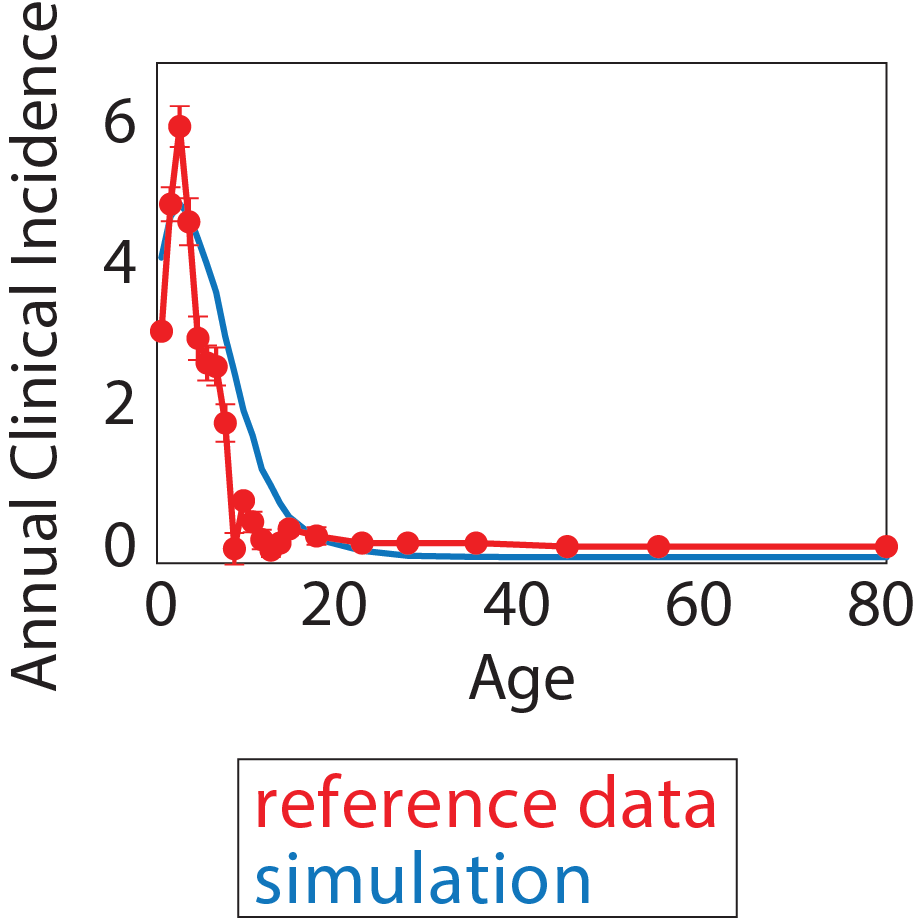 Annual Clinical Incidence
6
4
2
0
0 20 40 60 80
Age
reference data
simulation